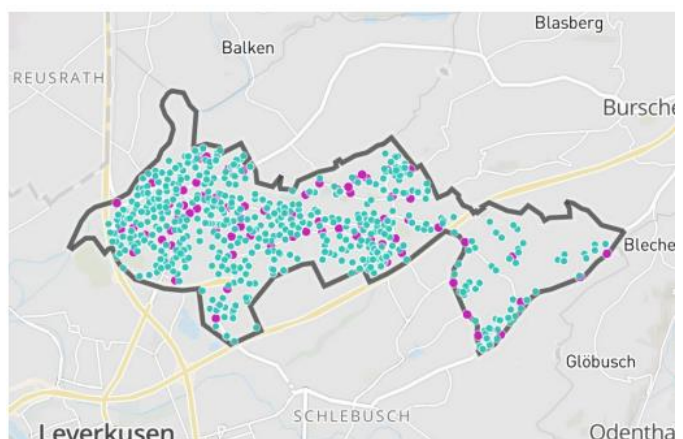 Blasberg
Balken
REUSRATH
Bursche
Bleche
Glöbusch
SCHLEBUSCH
Leverkusen
Odentha